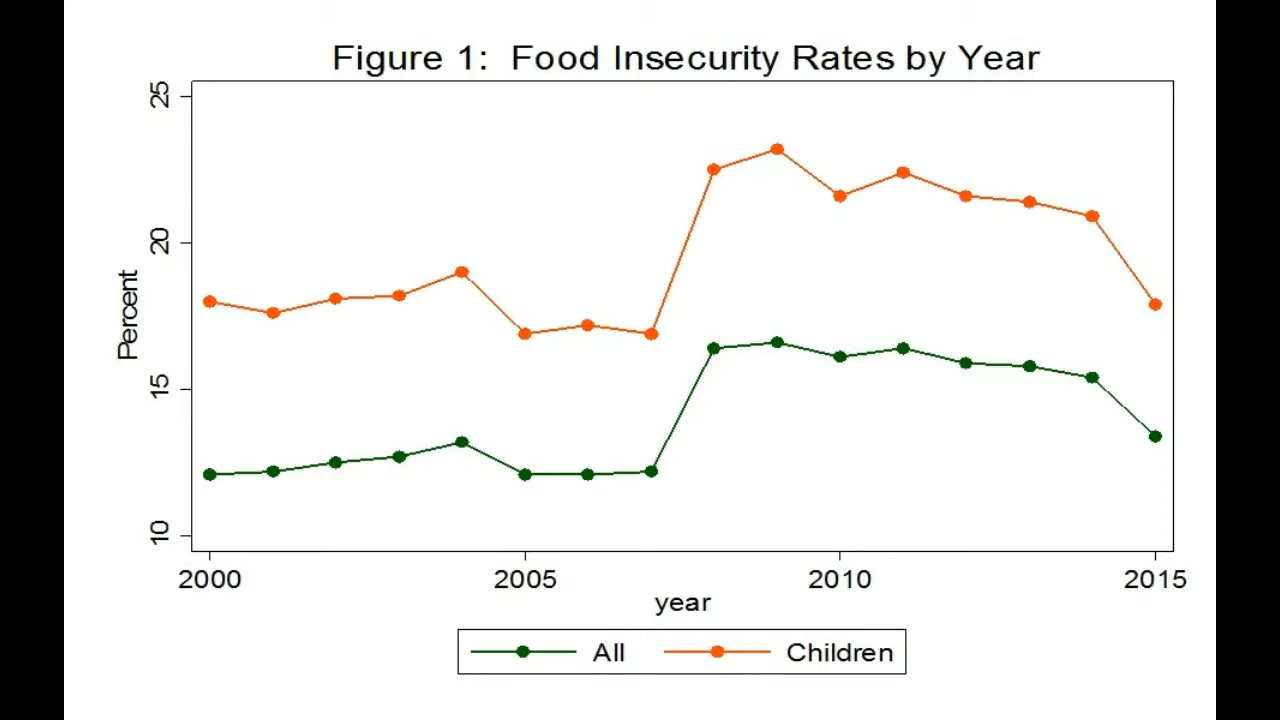 Figure 1: Food Insecurity Rates by Year
25
20
15
10
Percent
2000 2005 2010 2015
year
All Children